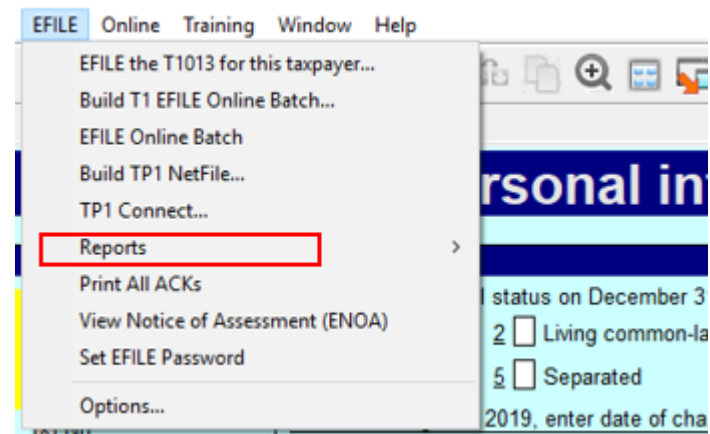 EFILE Online Training Window Help
EFILE the T1013 for this taxpayer...
Build T1 EFILE Online Batch...
EFILE Online Batch
Build TP1 NetFile...
TP1 Connect...
Reports >
Print All ACKs
View Notice of Assessment (ENOA)
Set EFILE Password
Options...
rsonal in
l status on December 3
2 Living common-la
5 Separated
2019, enter date of cha